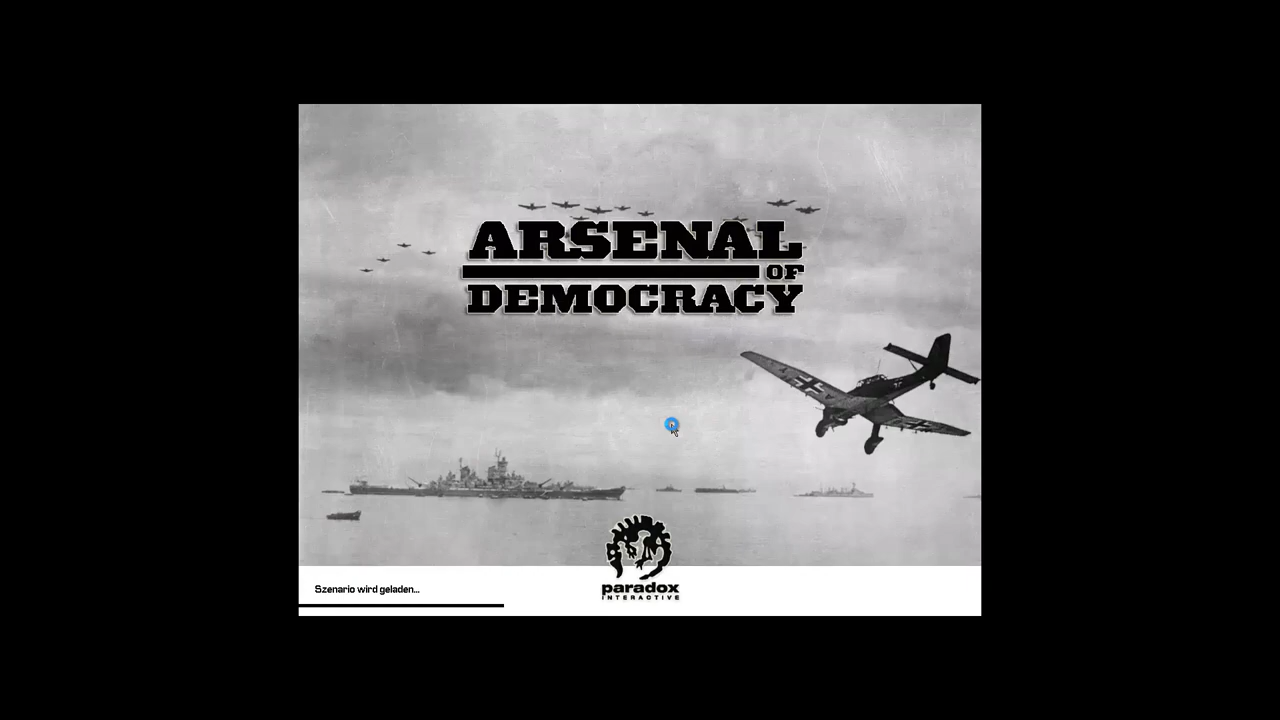 ARSENAL
OF
DEMOCRACY
Szenario wird geladen...
paradox
INTERACTIVE